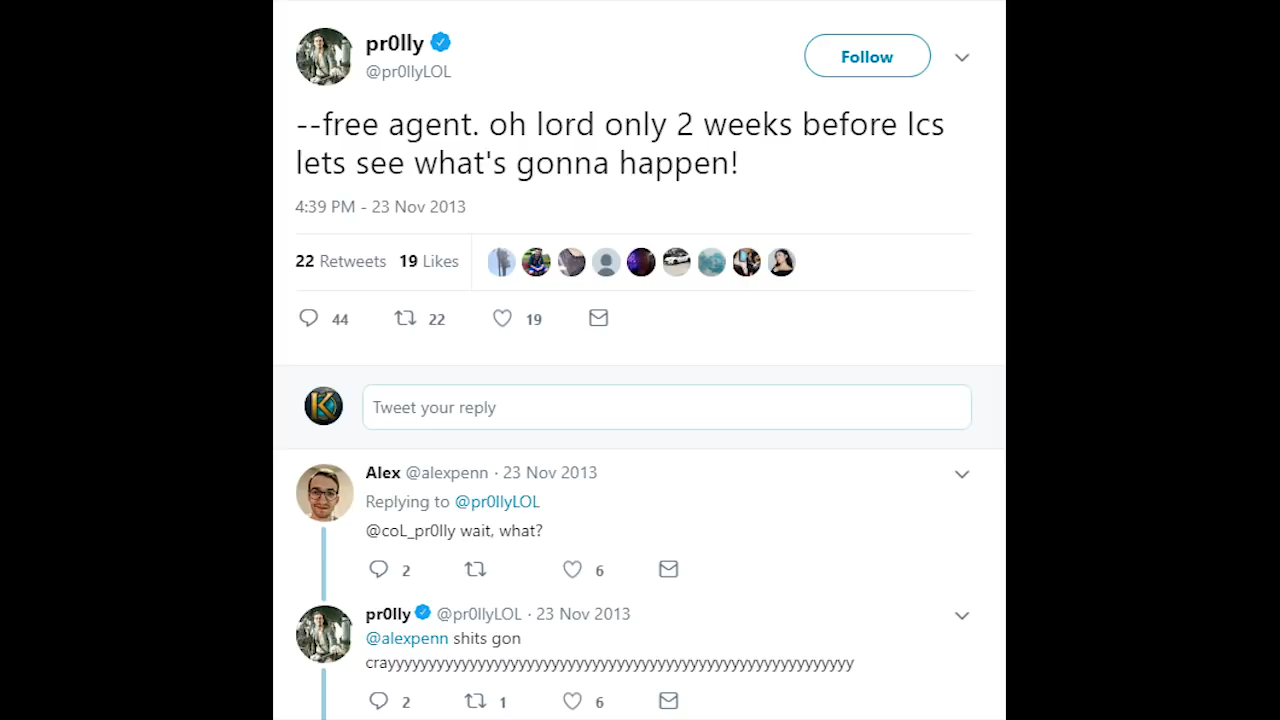 pr0lly
@pr0llyLOL
Follow
--free agent. oh lord only 2 weeks before lcs
lets see what's gonna happen!
4:39 PM - 23 Nov 2013
22 Retweets 19 Likes
44 22 19
K
Tweet your reply
Alex @alexpenn · 23 Nov 2013
Replying to @pr0llyLOL
@coL_pr0lly wait, what?
2 6
pr0lly @pr0llyLOL · 23 Nov 2013
@alexpenn shits gon
crayyyyyyyyyyyyyyyyyyyyyyyyyyyyyyyyyyyyyyyyyyyyyyyyyyyyyyyyy
2 1 6